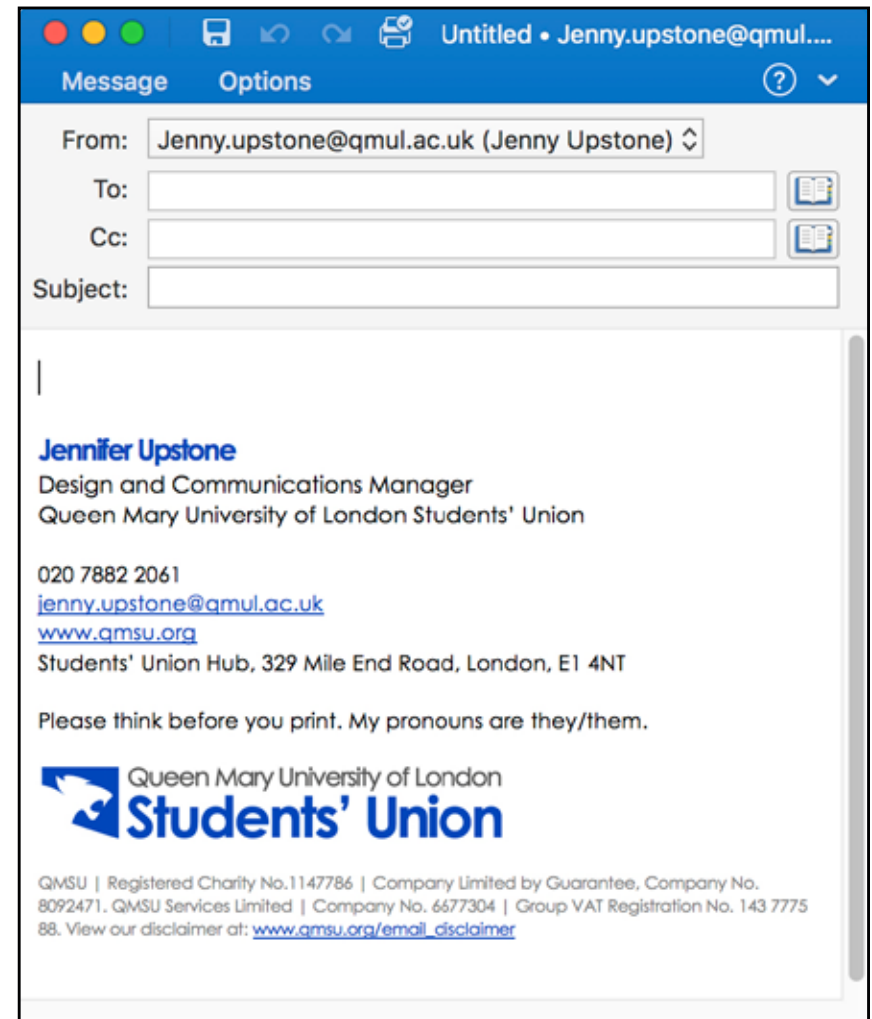 Untitled • Jenny.upstone@qmul....
Message Options
From: Jenny.upstone@qmul.ac.uk (Jenny Upstone)
To:
Cc:
Subject:
Jennifer Upstone
Design and Communications Manager
Queen Mary University of London Students' Union
020 7882 2061
jenny.upstone@qmul.ac.uk
www.qmsu.org
Students' Union Hub, 329 Mile End Road, London, E1 4NT
Please think before you print. My pronouns are they/them.
Queen Mary University of London
Students' Union
QMSU | Registered Charity No.1147786 | Company Limited by Guarantee, Company No.
8092471. QMSU Services Limited | Company No. 6677304 | Group VAT Registration No. 143 7775
88. View our disclaimer at: www.qmsu.org/email_disclaimer